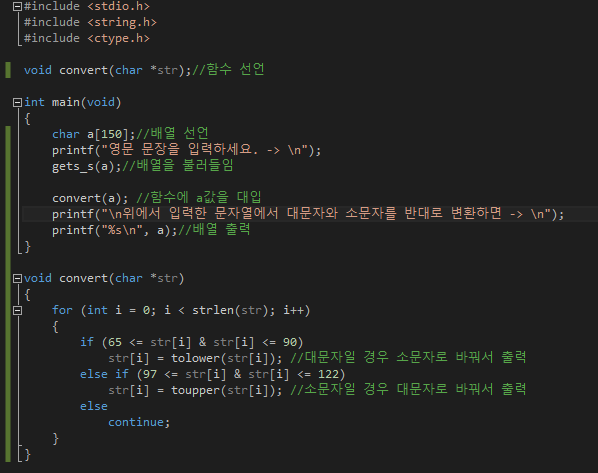 #include <stdio.h>
#include <string.h>
#include <ctype.h>
void convert(char *str);//함수 선언
int main(void)
{
char a[150];//배열 선언
printf("영문 문장을 입력하세요. -> \n");
gets_s(a);//배열을 불러들임
convert(a); //함수에 a값을 대입
printf("\n위에서 입력한 문자열에서 대문자와 소문자를 반대로 변환하면 -> \n");
printf("%s\n", a);//배열 출력
}
void convert(char *str)
{
for (int i = 0; i < strlen(str); i++)
{
if (65 <= str[i] & str[i] <= 90)
str[i] = tolower(str[i]); //대문자일 경우 소문자로 바꿔서 출력
else if (97 <= str[i] & str[i] <= 122)
str[i] = toupper(str[i]); //소문자일 경우 대문자로 바꿔서 출력
else
continue;
}
}